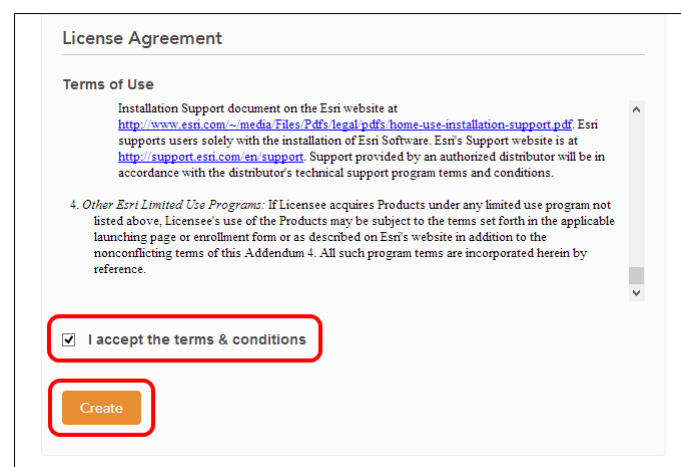 License Agreement
Terms of Use
Installation Support document on the Esri website at
http://www.esri.com/~/media/Files/Pdfs/legal/pdfs/home-use-installation-support.pdf. Esri
supports users solely with the installation of Esri Software. Esri's Support website is at
http://support.esri.com/en/support. Support provided by an authorized distributor will be in
accordance with the distributor's technical support program terms and conditions.
4. Other Esri Limited Use Programs: If Licensee acquires Products under any limited use program not
listed above, Licensee's use of the Products may be subject to the terms set forth in the applicable
launching page or enrollment form or as described on Esri's website in addition to the
nonconflicting terms of this Addendum 4. All such program terms are incorporated herein by
reference.
I accept the terms & conditions
Create